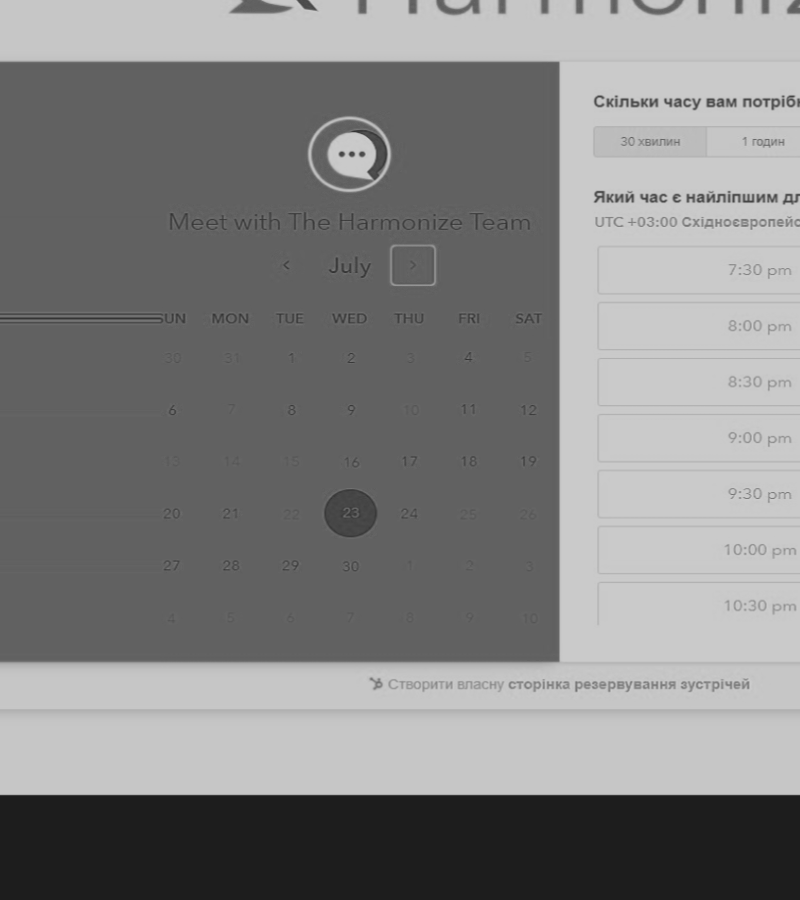 Harmoniz
Скільки часу вам потріб
30 хвилин
1 годин
Meet with The Harmonize Team
‹ July ›
SUN MON TUE WED THU FRI SAT
30 31 1 2 3 4 5
6 7 8 9 10 11 12
13 14 15 16 17 18 19
20 21 22 23 24 25 26
27 28 29 30 1 2 3
4 5 6 7 8 9 10
Який час є найліпшим дл
UTC +03:00 Східноєвропейс
7:30 pm
8:00 pm
8:30 pm
9:00 pm
9:30 pm
10:00 pm
10:30 pm
Створити власну сторінка резервування зустрічей